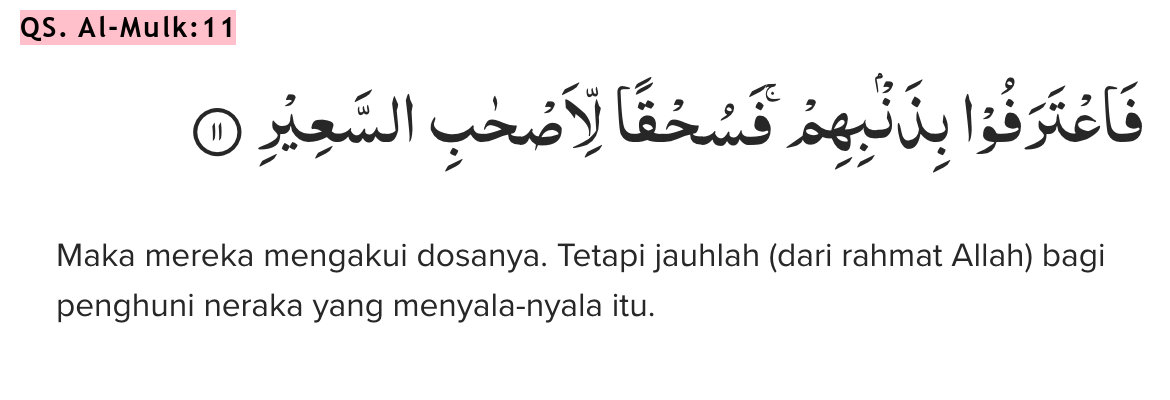 QS. Al-Mulk:11
فَاعْتَرَفُوْا بِذَنْۢبِهِمْۚ فَسُحْقًا لِّاَصْحٰبِ السَّعِيْرِ ١١
Maka mereka mengakui dosanya. Tetapi jauhlah (dari rahmat Allah) bagi
penghuni neraka yang menyala-nyala itu.